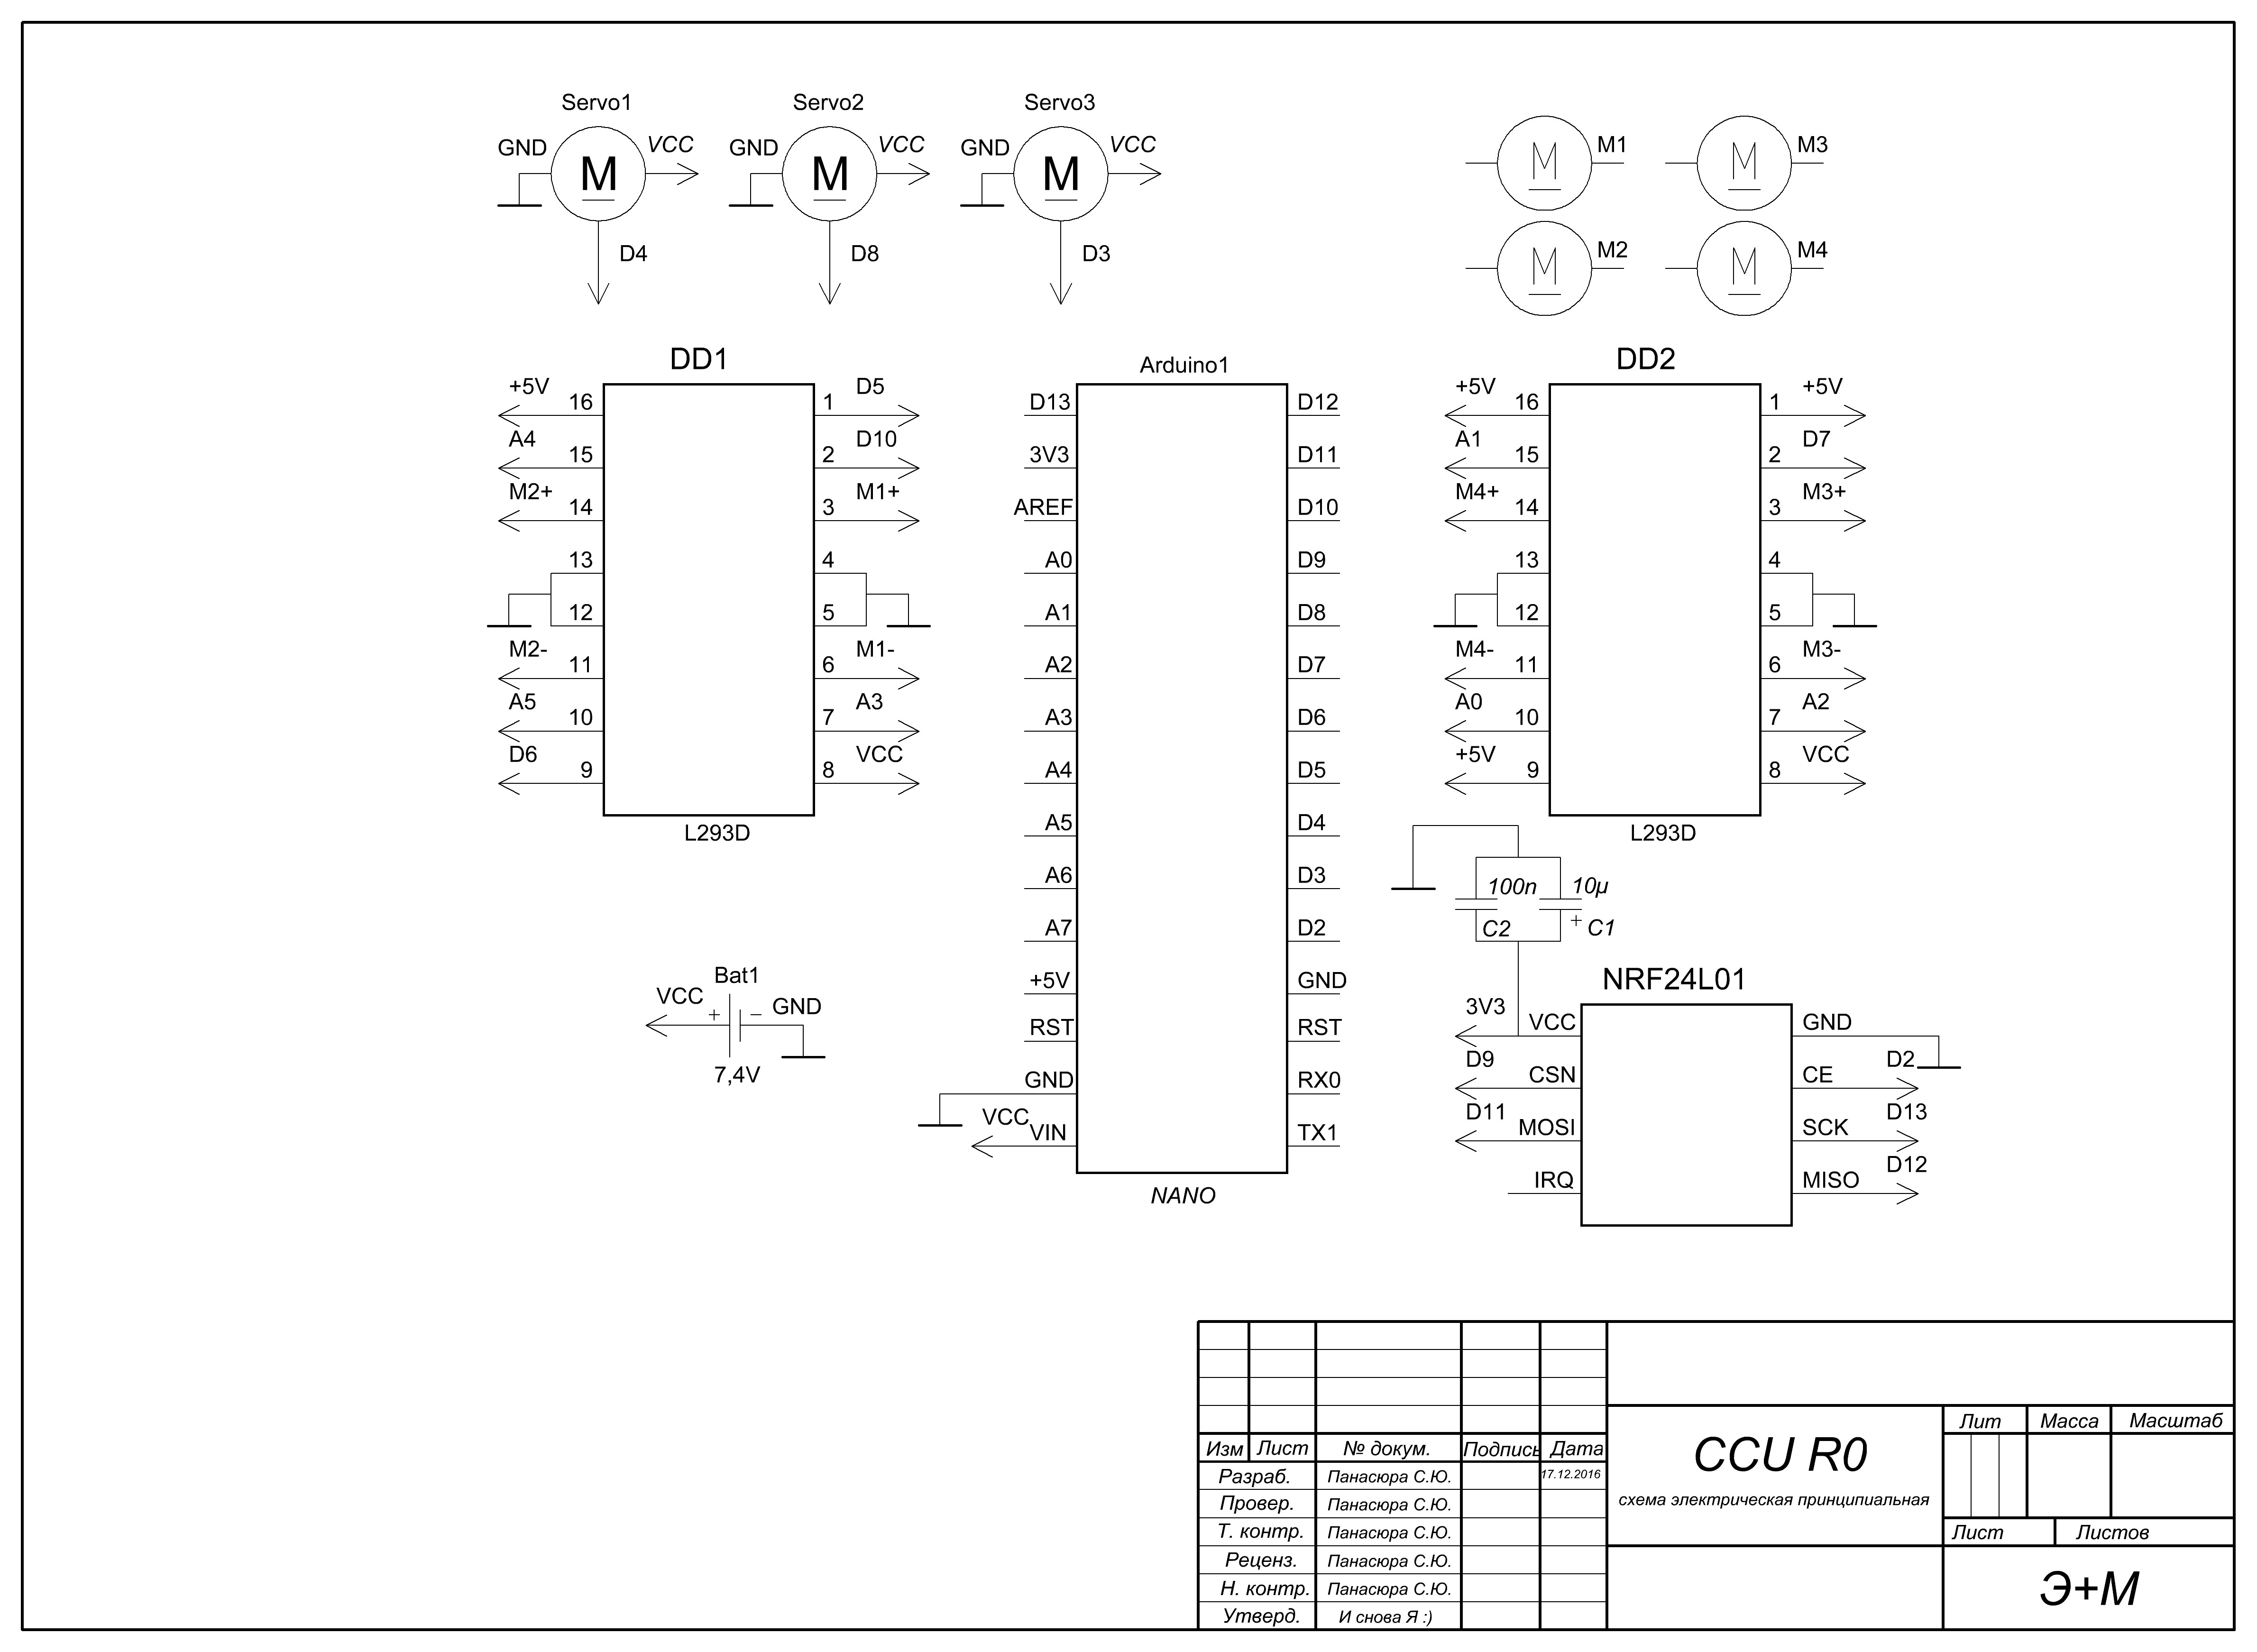 Servo1 Servo2 Servo3
GND VCC GND VCC GND VCC M1 M3
M M M M M
D4 D8 D3 M2 M4
M M
DD1 Arduino1 DD2
+5V 16 1 D5 D13 D12 +5V 16 1 +5V
A4 15 2 D10 3V3 D11 A1 15 2 D7
M2+ 14 3 M1+ AREF D10 M4+ 14 3 M3+
13 4 A0 D9 13 4
12 5 A1 D8 12 5
M2- 11 6 M1- A2 D7 M4- 11 6 M3-
A5 10 7 A3 A3 D6 A0 10 7 A2
D6 9 8 VCC A4 D5 +5V 9 8 VCC
L293D A5 D4 L293D
A6 D3 100n 10µ
A7 D2 C2 + C1
Bat1 +5V GND NRF24L01
VCC + − GND RST RST 3V3 VCC GND
7,4V GND RX0 D9 CSN CE D2
VCC VIN TX1 D11 MOSI SCK D13
NANO IRQ MISO D12
Изм Лист № докум. Подпись Дата
Разраб. Панасюра С.Ю. 17.12.2016
Провер. Панасюра С.Ю.
Т. контр. Панасюра С.Ю.
Реценз. Панасюра С.Ю.
Н. контр. Панасюра С.Ю.
Утверд. И снова Я :)
CCU R0
схема электрическая принципиальная
Лит Масса Масштаб
Лист Листов
Э+М